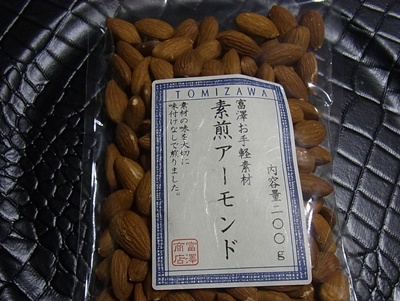 TOMIZAWA
富澤お手軽素材
素煎アーモンド
内容量二〇〇g
素材の味を大切に
味付けなしで煎りました。
富澤
商店